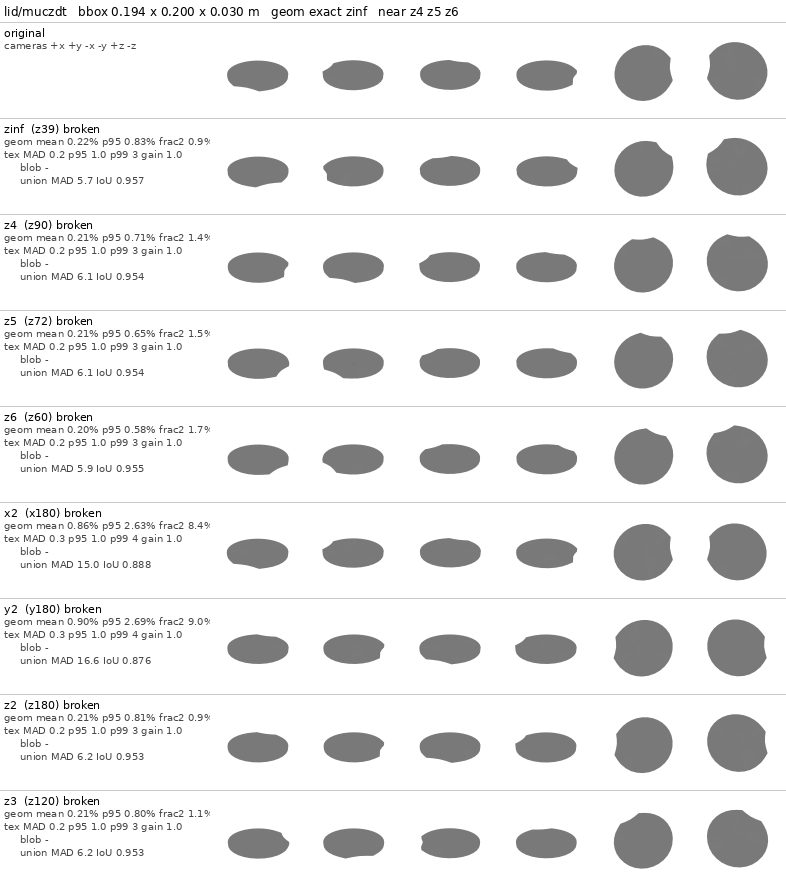 lid/muczdt   bbox 0.194 x 0.200 x 0.030 m   geom exact zinf   near z4 z5 z6
original
cameras +x +y -x -y +z -z
zinf  (z39) broken
geom mean 0.22% p95 0.83% frac2 0.9%
tex MAD 0.2 p95 1.0 p99 3 gain 1.0
blob -
union MAD 5.7 IoU 0.957
z4  (z90) broken
geom mean 0.21% p95 0.71% frac2 1.4%
tex MAD 0.2 p95 1.0 p99 3 gain 1.0
blob -
union MAD 6.1 IoU 0.954
z5  (z72) broken
geom mean 0.21% p95 0.65% frac2 1.5%
tex MAD 0.2 p95 1.0 p99 3 gain 1.0
blob -
union MAD 6.1 IoU 0.954
z6  (z60) broken
geom mean 0.20% p95 0.58% frac2 1.7%
tex MAD 0.2 p95 1.0 p99 3 gain 1.0
blob -
union MAD 5.9 IoU 0.955
x2  (x180) broken
geom mean 0.86% p95 2.63% frac2 8.4%
tex MAD 0.3 p95 1.0 p99 4 gain 1.0
blob -
union MAD 15.0 IoU 0.888
y2  (y180) broken
geom mean 0.90% p95 2.69% frac2 9.0%
tex MAD 0.3 p95 1.0 p99 4 gain 1.0
blob -
union MAD 16.6 IoU 0.876
z2  (z180) broken
geom mean 0.21% p95 0.81% frac2 0.9%
tex MAD 0.2 p95 1.0 p99 3 gain 1.0
blob -
union MAD 6.2 IoU 0.953
z3  (z120) broken
geom mean 0.21% p95 0.80% frac2 1.1%
tex MAD 0.2 p95 1.0 p99 3 gain 1.0
blob -
union MAD 6.2 IoU 0.953